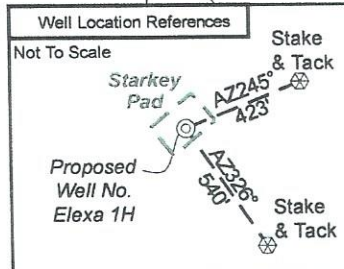 Well Location References
Not To Scale
Stake
& Tack
Starkey
Pad
AZ245°
423'
Proposed
Well No.
Elexa 1H
AZ326°
540'
Stake
& Tack